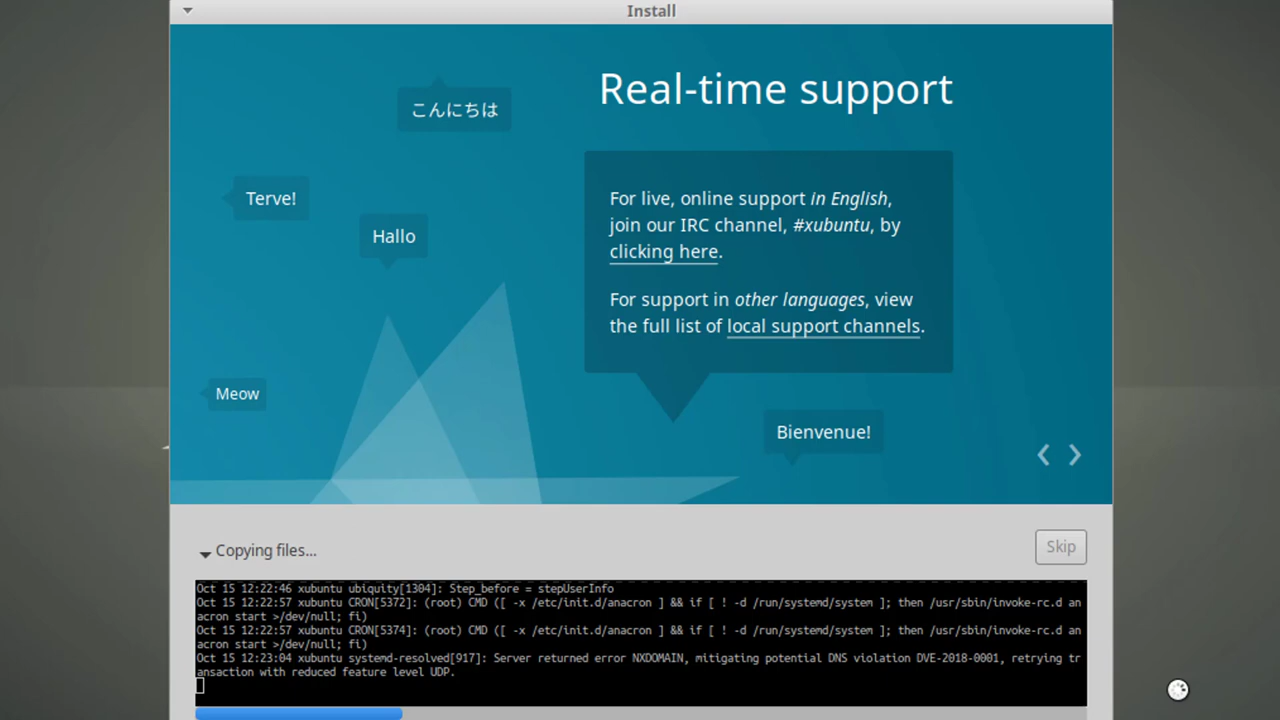 Install
Real-time support
こんにちは
Terve!
Hallo
For live, online support in English,
join our IRC channel, #xubuntu, by
clicking here.
For support in other languages, view
the full list of local support channels.
Meow
Bienvenue!
Copying files...
Skip
Oct 15 12:22:46 xubuntu ubiquity[1304]: Step_before = stepUserInfo
Oct 15 12:22:57 xubuntu CRON[5372]: (root) CMD ([ -x /etc/init.d/anacron ] && if [ ! -d /run/systemd/system ]; then /usr/sbin/invoke-rc.d an
acron start >/dev/null; fi)
Oct 15 12:22:57 xubuntu CRON[5374]: (root) CMD ([ -x /etc/init.d/anacron ] && if [ ! -d /run/systemd/system ]; then /usr/sbin/invoke-rc.d an
acron start >/dev/null; fi)
Oct 15 12:23:04 xubuntu systemd-resolved[917]: Server returned error NXDOMAIN, mitigating potential DNS violation DVE-2018-0001, retrying tr
ansaction with reduced feature level UDP.